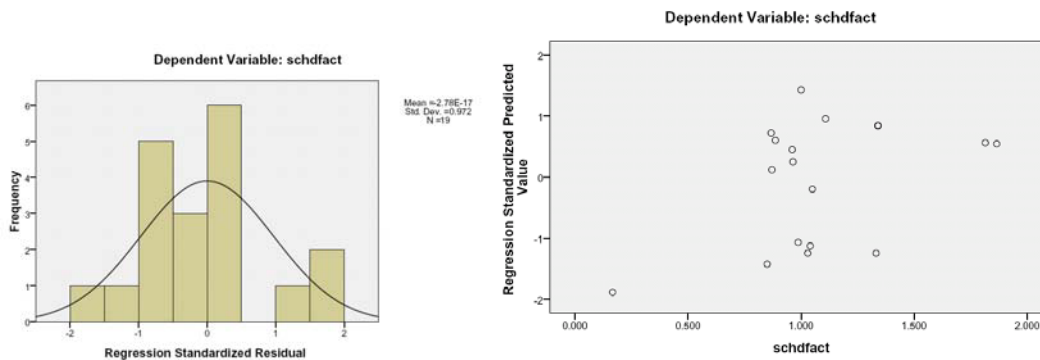 Dependent Variable: schdfact
Mean =-2.78E-17
Std. Dev. =0.972
N =19
Frequency
6
5
4
3
2
1
0
-2
-1
0
1
2
Regression Standardized Residual
Dependent Variable: schdfact
Regression Standardized Predicted
Value
2
1
0
-1
-2
0.000
0.500
1.000
1.500
2.000
schdfact